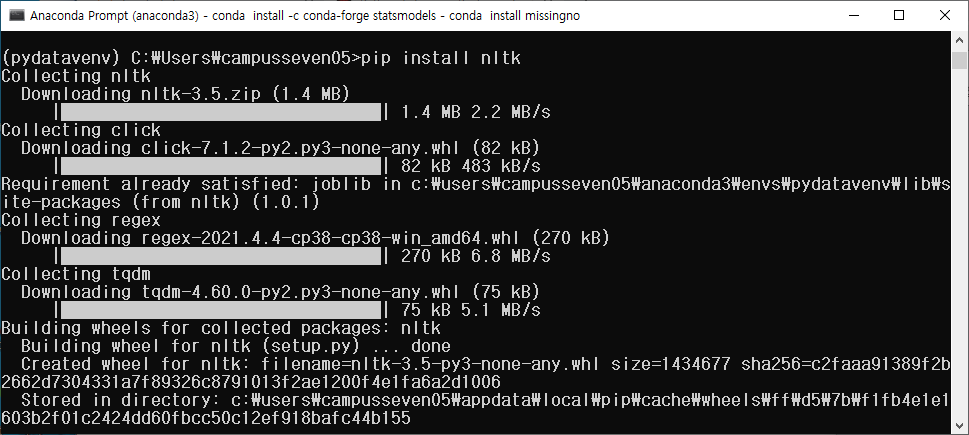 Anaconda Prompt (anaconda3) - conda  install -c conda-forge statsmodels - conda  install missingno
(pydatavenv) C:₩Users₩campusseven05>pip install nltk
Collecting nltk
  Downloading nltk-3.5.zip (1.4 MB)
     |████████████████████████████████| 1.4 MB 2.2 MB/s
Collecting click
  Downloading click-7.1.2-py2.py3-none-any.whl (82 kB)
     |████████████████████████████████| 82 kB 483 kB/s
Requirement already satisfied: joblib in c:₩users₩campusseven05₩anaconda3₩envs₩pydatavenv₩lib₩s
ite-packages (from nltk) (1.0.1)
Collecting regex
  Downloading regex-2021.4.4-cp38-cp38-win_amd64.whl (270 kB)
     |████████████████████████████████| 270 kB 6.8 MB/s
Collecting tqdm
  Downloading tqdm-4.60.0-py2.py3-none-any.whl (75 kB)
     |████████████████████████████████| 75 kB 5.1 MB/s
Building wheels for collected packages: nltk
  Building wheel for nltk (setup.py) ... done
  Created wheel for nltk: filename=nltk-3.5-py3-none-any.whl size=1434677 sha256=c2faaa91389f2b
2662d7304331a7f89326c8791013f2ae1200f4e1fa6a2d1006
  Stored in directory: c:₩users₩campusseven05₩appdata₩local₩pip₩cache₩wheels₩ff₩d5₩7b₩f1fb4e1e1
603b2f01c2424dd60fbcc50c12ef918bafc44b155